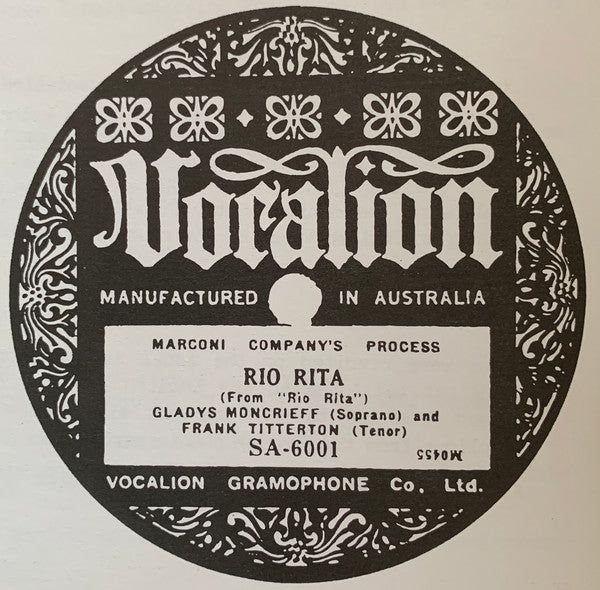 Vocalion
MANUFACTURED IN AUSTRALIA
MARCONI COMPANY'S PROCESS
RIO RITA
(From "Rio Rita")
GLADYS MONCRIEFF (Soprano) and
FRANK TITTERTON (Tenor)
SA-6001
M0455
VOCALION GRAMOPHONE Co. Ltd.